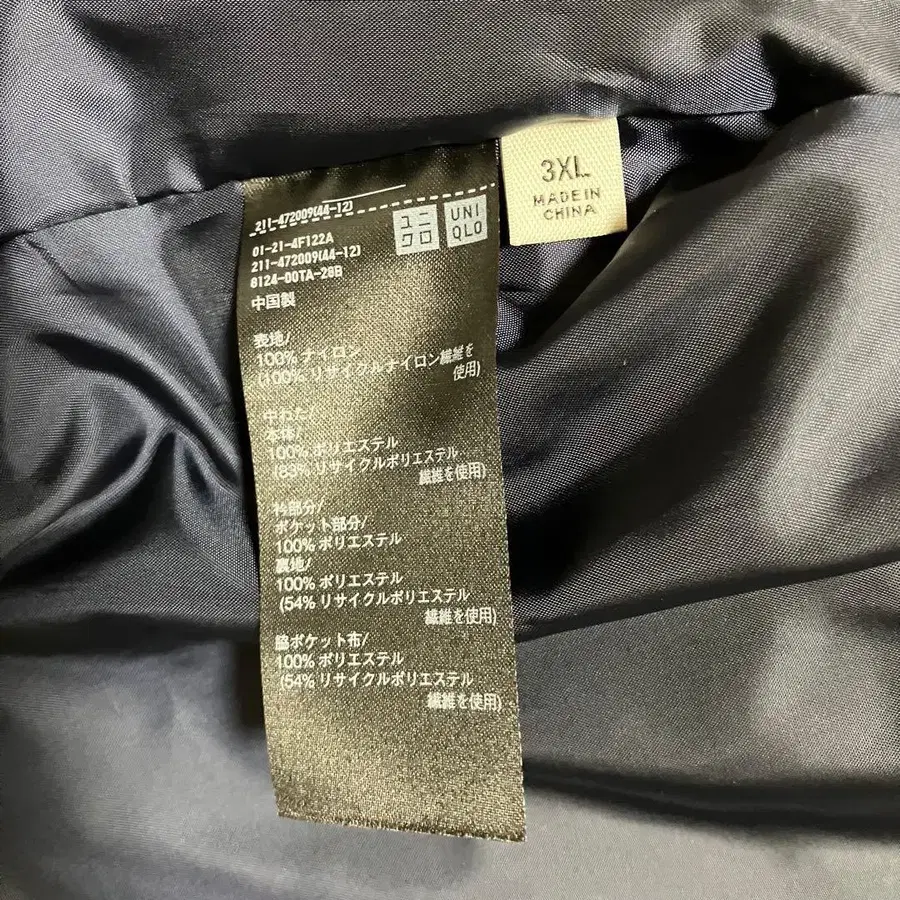 3XL
MADE IN
CHINA
211-472009(44-12)
ユニ
クロ
UNI
QLO
01-21-4F122A
211-472009(44-12)
8124-00TA-28B
中国製
表地/
100% ナイロン
(100% リサイクルナイロン繊維を
使用)
中わた/
本体/
100% ポリエステル
(83% リサイクルポリエステル
繊維を使用)
衿部分/
ポケット部分/
100% ポリエステル
裏地/
100% ポリエステル
(54% リサイクルポリエステル
繊維を使用)
脇ポケット布/
100% ポリエステル
(54% リサイクルポリエステル
繊維を使用)